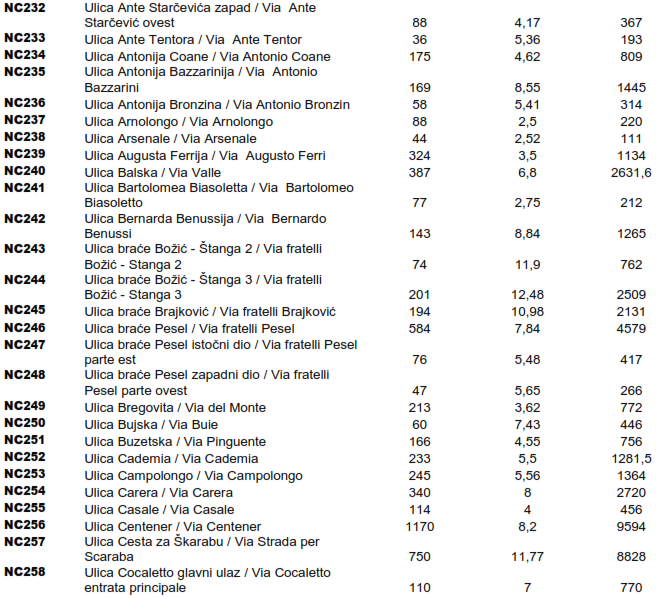 NC232 Ulica Ante Starčevića zapad / Via  Ante
Starčević ovest 88 4,17 367
NC233 Ulica Ante Tentora / Via  Ante Tentor 36 5,36 193
NC234 Ulica Antonija Coane / Via Antonio Coane 175 4,62 809
NC235 Ulica Antonija Bazzarinija / Via  Antonio
Bazzarini 169 8,55 1445
NC236 Ulica Antonija Bronzina / Via Antonio Bronzin 58 5,41 314
NC237 Ulica Arnolongo / Via Arnolongo 88 2,5 220
NC238 Ulica Arsenale / Via Arsenale 44 2,52 111
NC239 Ulica Augusta Ferrija / Via  Augusto Ferri 324 3,5 1134
NC240 Ulica Balska / Via Valle 387 6,8 2631,6
NC241 Ulica Bartolomea Biasoletta / Via  Bartolomeo
Biasoletto 77 2,75 212
NC242 Ulica Bernarda Benussija / Via  Bernardo
Benussi 143 8,84 1265
NC243 Ulica braće Božić - Štanga 2 / Via fratelli
Božić - Stanga 2 74 11,9 762
NC244 Ulica braće Božić - Štanga 3 / Via fratelli
Božić - Stanga 3 201 12,48 2509
NC245 Ulica braće Brajković / Via fratelli Brajković 194 10,98 2131
NC246 Ulica braće Pesel / Via fratelli Pesel 584 7,84 4579
NC247 Ulica braće Pesel istočni dio / Via fratelli Pesel
parte est 76 5,48 417
NC248 Ulica braće Pesel zapadni dio / Via fratelli
Pesel parte ovest 47 5,65 266
NC249 Ulica Bregovita / Via del Monte 213 3,62 772
NC250 Ulica Bujska / Via Buie 60 7,43 446
NC251 Ulica Buzetska / Via Pinguente 166 4,55 756
NC252 Ulica Cademia / Via Cademia 233 5,5 1281,5
NC253 Ulica Campolongo / Via Campolongo 245 5,56 1364
NC254 Ulica Carera / Via Carera 340 8 2720
NC255 Ulica Casale / Via Casale 114 4 456
NC256 Ulica Centener / Via Centener 1170 8,2 9594
NC257 Ulica Cesta za Škarabu / Via Strada per
Scaraba 750 11,77 8828
NC258 Ulica Cocaletto glavni ulaz / Via Cocaletto
entrata principale 110 7 770